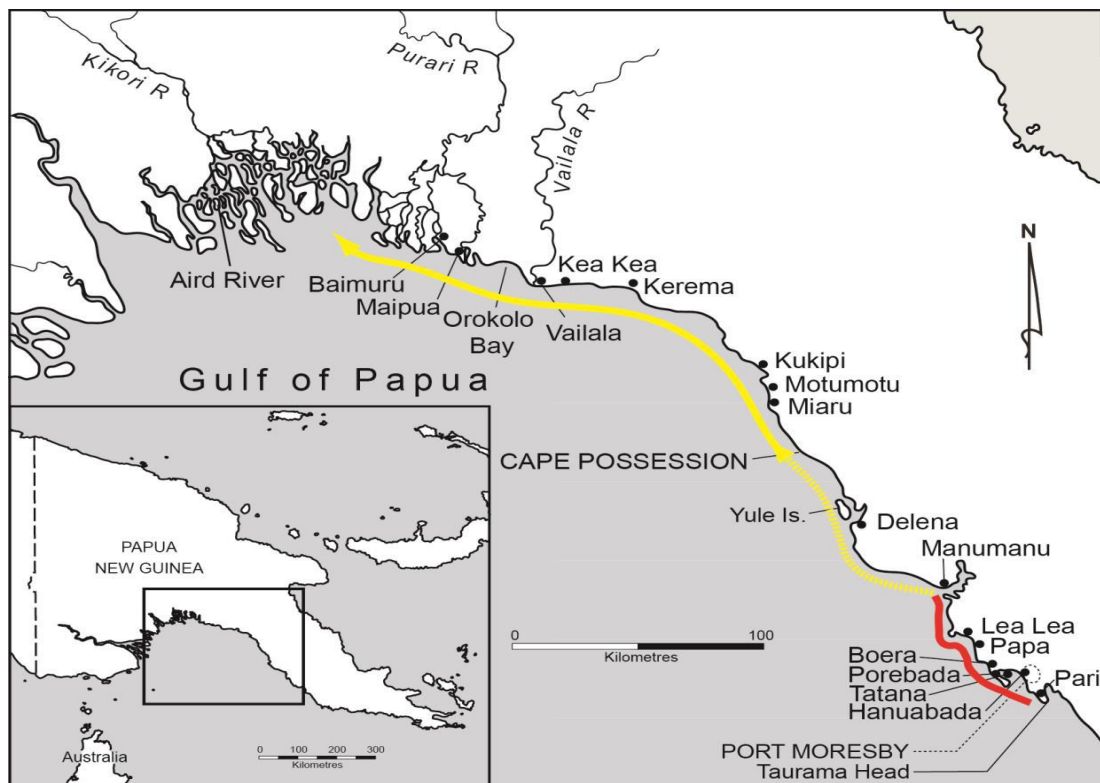 Kikori R
Purari R
Vailala R
N
Aird River
Baimuru
Maipua
Orokolo
Bay
Vailala
Kea Kea
Kerema
Kukipi
Motumotu
Miaru
Gulf of Papua
CAPE POSSESSION
Yule Is.
Delena
Manumanu
Lea Lea
Papa
Boera
Porebada
Tatana
Hanuabada
Pari
PORT MORESBY
Taurama Head
0 100
Kilometres
PAPUA
NEW GUINEA
Australia
0 100 200 300
Kilometres